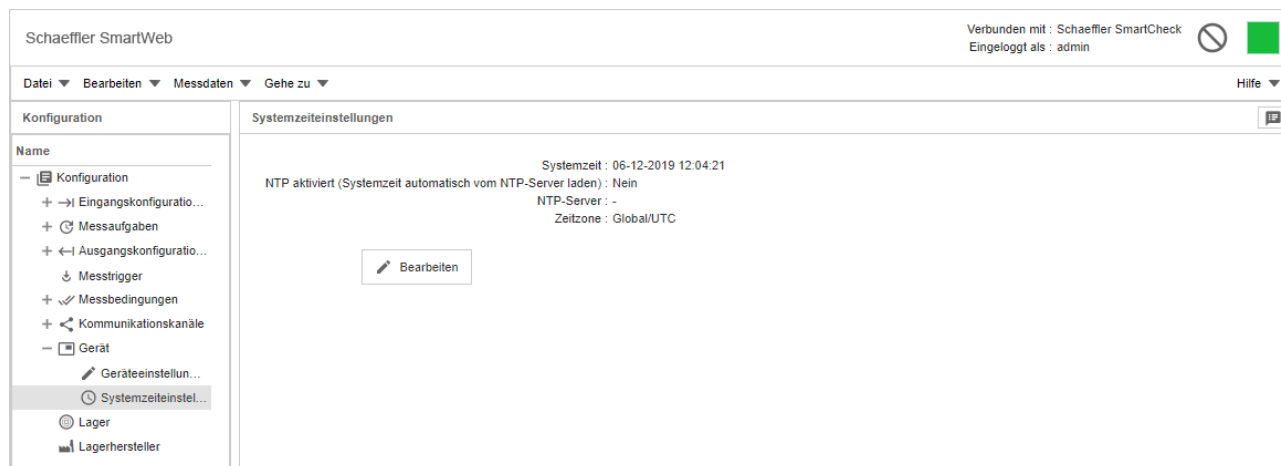 Schaeffler SmartWeb
Verbunden mit : Schaeffler SmartCheck
Eingeloggt als : admin
Datei Bearbeiten Messdaten Gehe zu Hilfe
Konfiguration
Name
Konfiguration
Eingangskonfiguratio...
Messaufgaben
Ausgangskonfiguratio...
Messtrigger
Messbedingungen
Kommunikationskanäle
Gerät
Geräteeinstellun...
Systemzeiteinstel...
Lager
Lagerhersteller
Systemzeiteinstellungen
Systemzeit : 06-12-2019 12:04:21
NTP aktiviert (Systemzeit automatisch vom NTP-Server laden) : Nein
NTP-Server : -
Zeitzone : Global/UTC
Bearbeiten